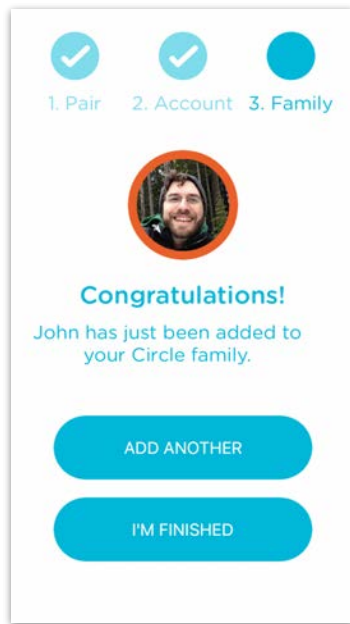 1. Pair 2. Account 3. Family
Congratulations!
John has just been added to
your Circle family.
ADD ANOTHER
I'M FINISHED